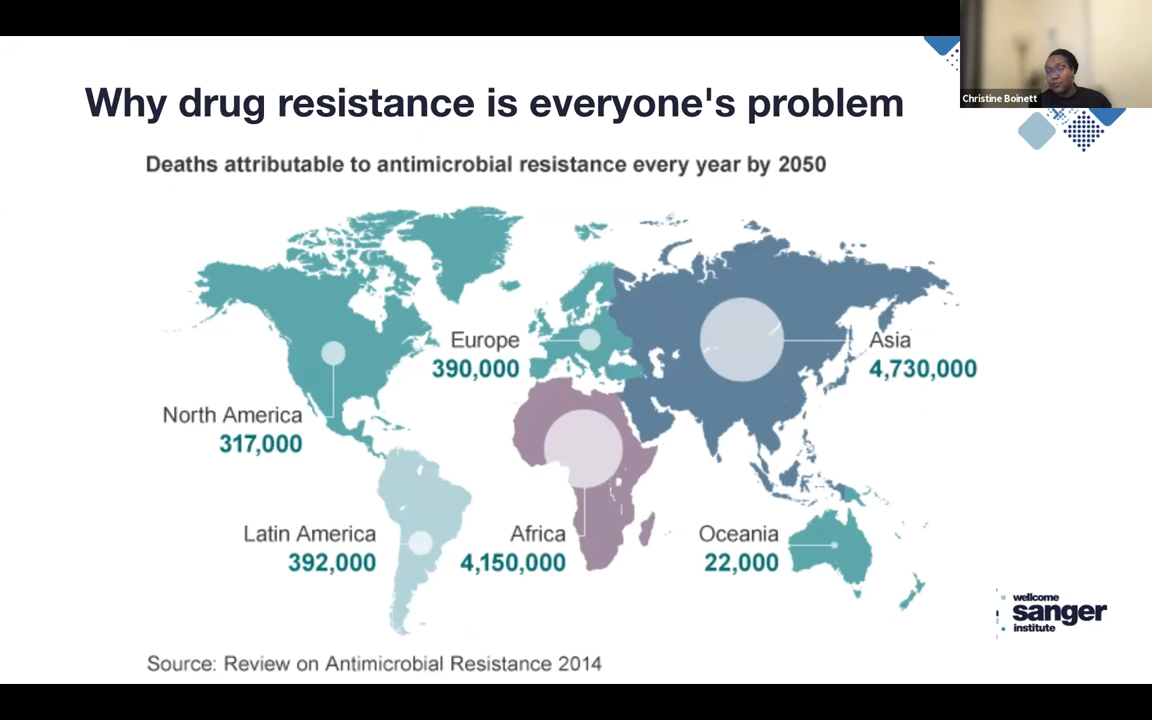 Christine Boinett
Why drug resistance is everyone's problem
Deaths attributable to antimicrobial resistance every year by 2050
Europe
390,000
Asia
4,730,000
North America
317,000
Latin America
392,000
Africa
4,150,000
Oceania
22,000
wellcome
sanger
institute
Source: Review on Antimicrobial Resistance 2014